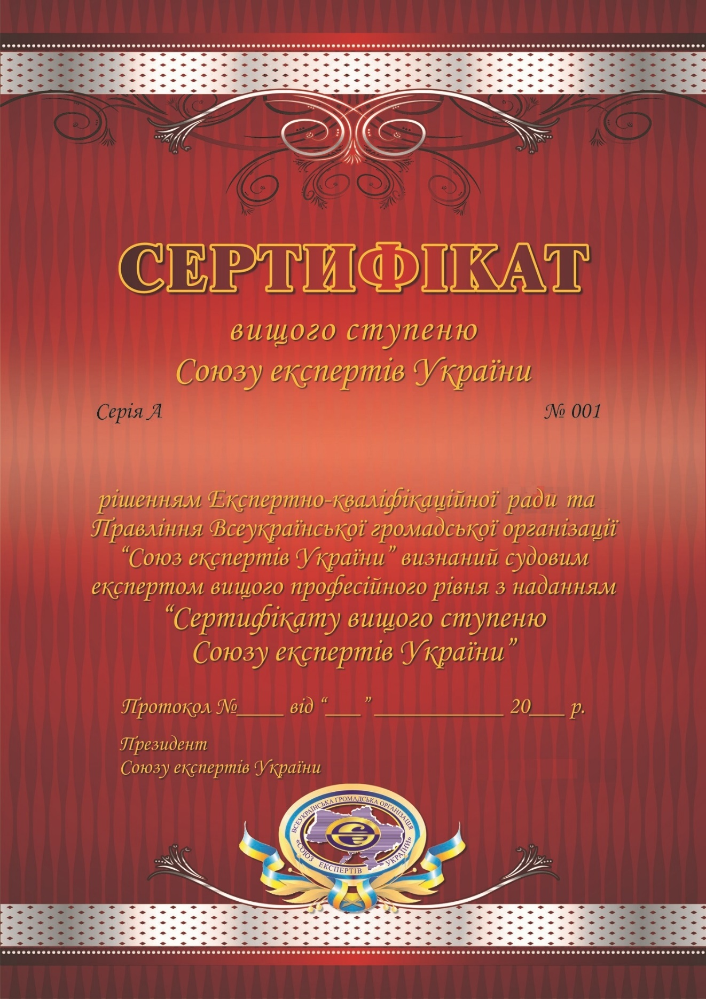 СЕРТИФІКАТ
вищого ступеню
Союзу експертів України
Серія А
№ 001
рішенням Експертно-кваліфікаційної ради та
Правління Всеукраїнської громадської організації
“Союз експертів України” визнаний судовим
експертом вищого професійного рівня з наданням
“Сертифікату вищого ступеню
Союзу експертів України”
Протокол №____ від “___” ___________ 20___ р.
Президент
Союзу експертів України
ВСЕУКРАЇНСЬКА ГРОМАДСЬКА ОРГАНІЗАЦІЯ
«СОЮЗ ЕКСПЕРТІВ УКРАЇНИ»